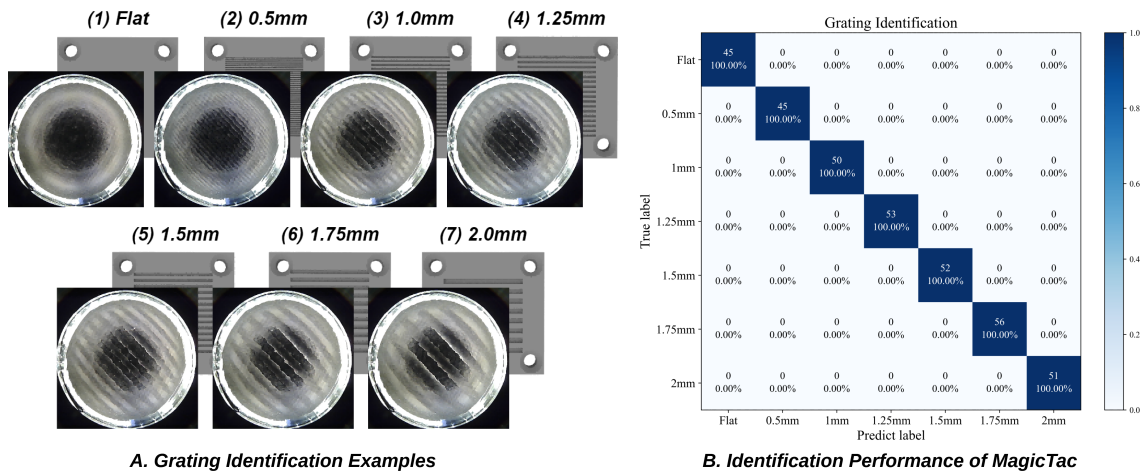 (1) Flat
(2) 0.5mm
(3) 1.0mm
(4) 1.25mm
(5) 1.5mm
(6) 1.75mm
(7) 2.0mm
A. Grating Identification Examples
Grating Identification
True label
Flat 45 0 0 0 0 0 0
100.00% 0.00% 0.00% 0.00% 0.00% 0.00% 0.00%
0.5mm 0 45 0 0 0 0 0
0.00% 100.00% 0.00% 0.00% 0.00% 0.00% 0.00%
1mm 0 0 50 0 0 0 0
0.00% 0.00% 100.00% 0.00% 0.00% 0.00% 0.00%
1.25mm 0 0 0 53 0 0 0
0.00% 0.00% 0.00% 100.00% 0.00% 0.00% 0.00%
1.5mm 0 0 0 0 52 0 0
0.00% 0.00% 0.00% 0.00% 100.00% 0.00% 0.00%
1.75mm 0 0 0 0 0 56 0
0.00% 0.00% 0.00% 0.00% 0.00% 100.00% 0.00%
2mm 0 0 0 0 0 0 51
0.00% 0.00% 0.00% 0.00% 0.00% 0.00% 100.00%
Flat 0.5mm 1mm 1.25mm 1.5mm 1.75mm 2mm
Predict label
1.0
0.8
0.6
0.4
0.2
0.0
B. Identification Performance of MagicTac